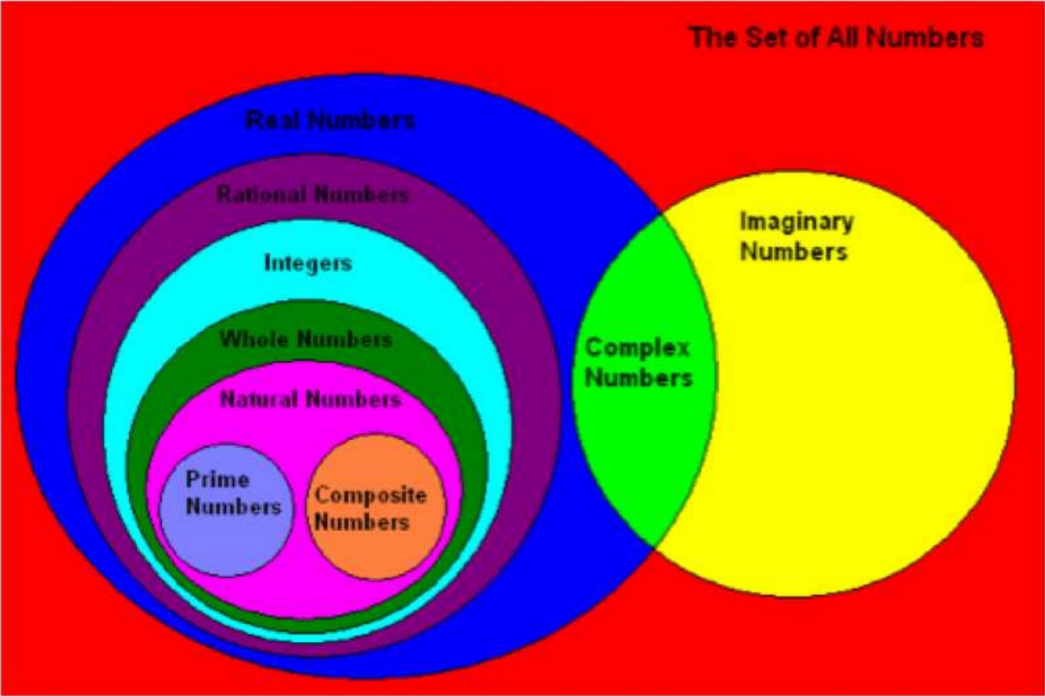 The Set of All Numbers
Real Numbers
Rational Numbers
Integers
Whole Numbers
Natural Numbers
Prime
Numbers
Composite
Numbers
Complex
Numbers
Imaginary
Numbers